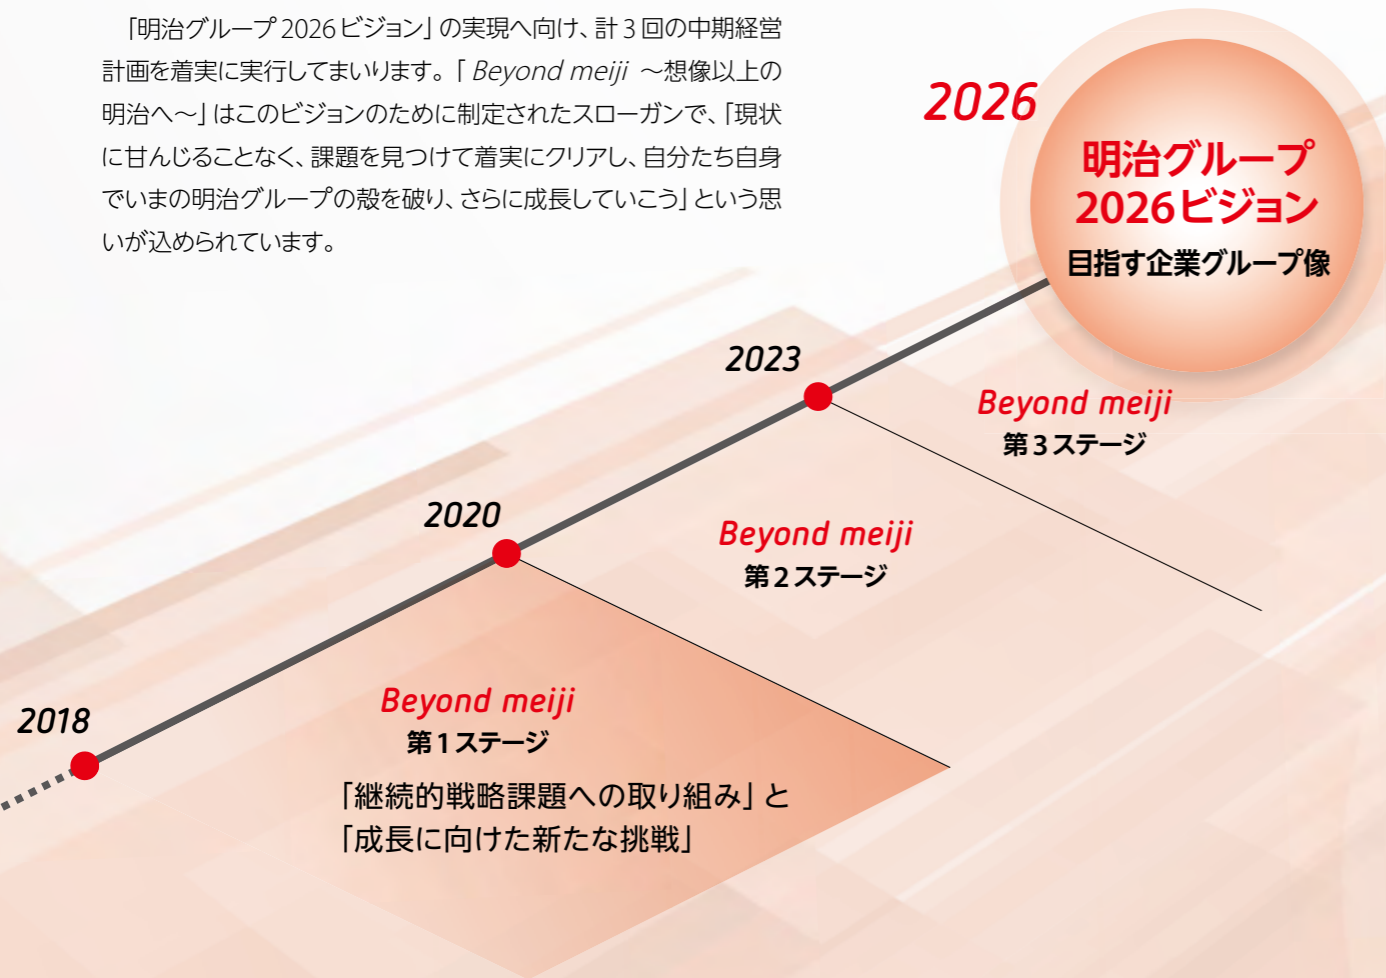 「明治グループ2026ビジョン」の実現へ向け、計3回の中期経営
計画を着実に実行してまいります。「Beyond meiji ～想像以上の
明治へ～」はこのビジョンのために制定されたスローガンで、「現状
に甘んじることなく、課題を見つけて着実にクリアし、自分たち自身
でいまの明治グループの殻を破り、さらに成長していこう」という思
いが込められています。
2026
明治グループ
2026ビジョン
目指す企業グループ像
2023
Beyond meiji
第3ステージ
2020
Beyond meiji
第2ステージ
2018
Beyond meiji
第1ステージ
「継続的戦略課題への取り組み」と
「成長に向けた新たな挑戦」